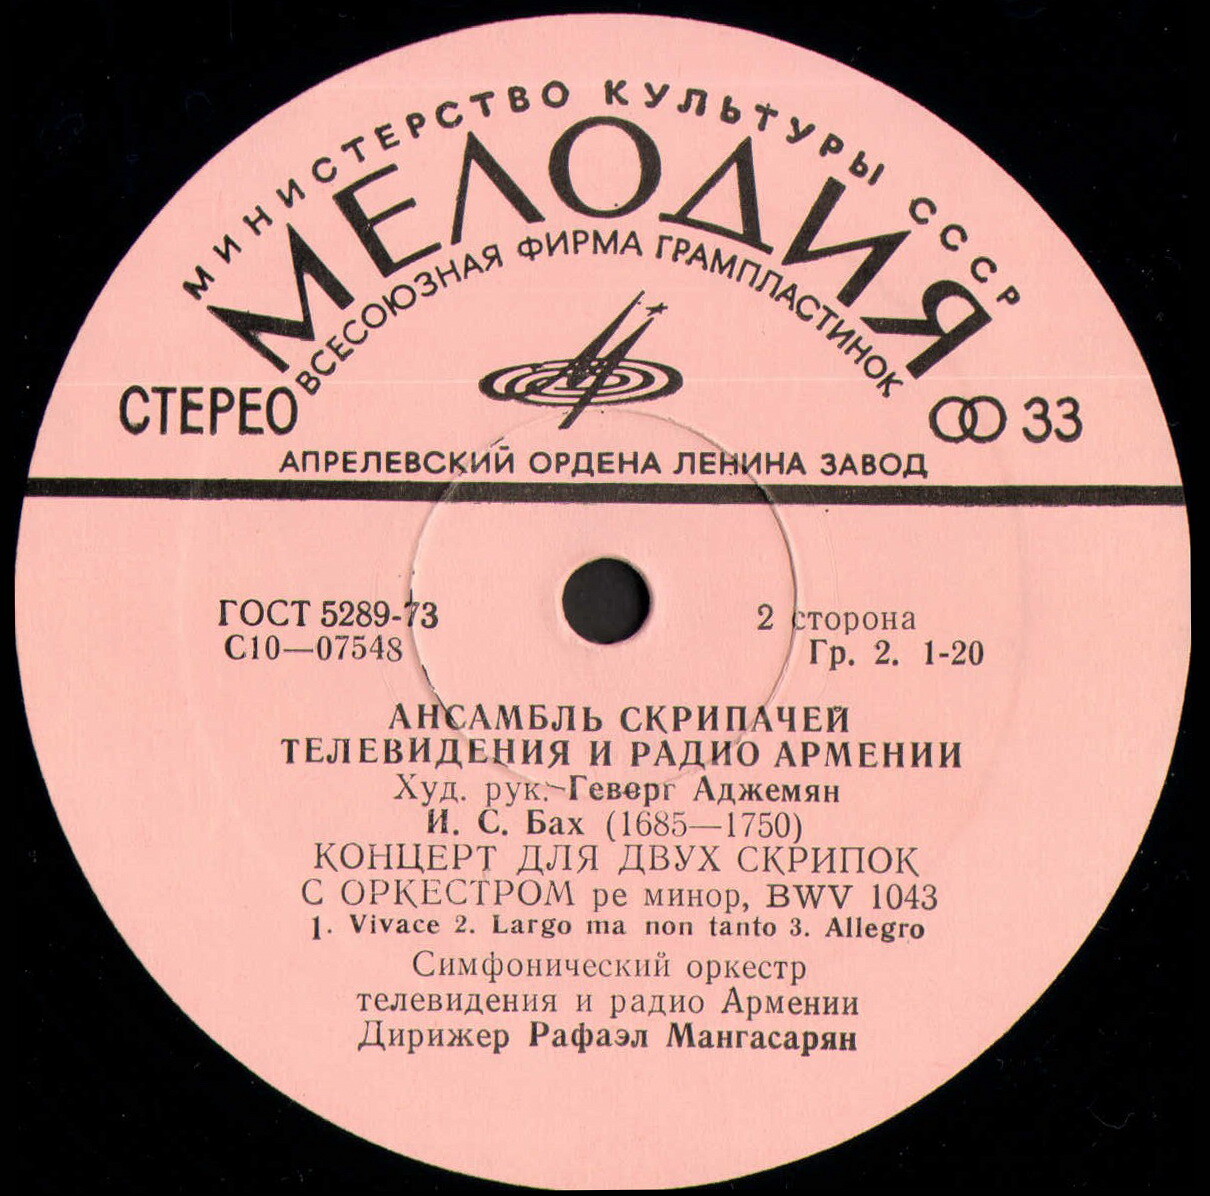 МИНИСТЕРСТВО КУЛЬТУРЫ СССР
МЕЛОДИЯ
ВСЕСОЮЗНАЯ ФИРМА ГРАМПЛАСТИНОК
СТЕРЕО
33
АПРЕЛЕВСКИЙ ОРДЕНА ЛЕНИНА ЗАВОД
ГОСТ 5289-73
2 сторона
С10—07548
Гр. 2. 1-20
АНСАМБЛЬ СКРИПАЧЕЙ
ТЕЛЕВИДЕНИЯ И РАДИО АРМЕНИИ
Худ. рук.-Геверг Аджемян
И. С. Бах (1685—1750)
КОНЦЕРТ ДЛЯ ДВУХ СКРИПОК
С ОРКЕСТРОМ ре минор, BWV 1043
1. Vivace 2. Largo ma non tanto 3. Allegro
Симфонический оркестр
телевидения и радио Армении
Дирижер Рафаэл Мангасарян